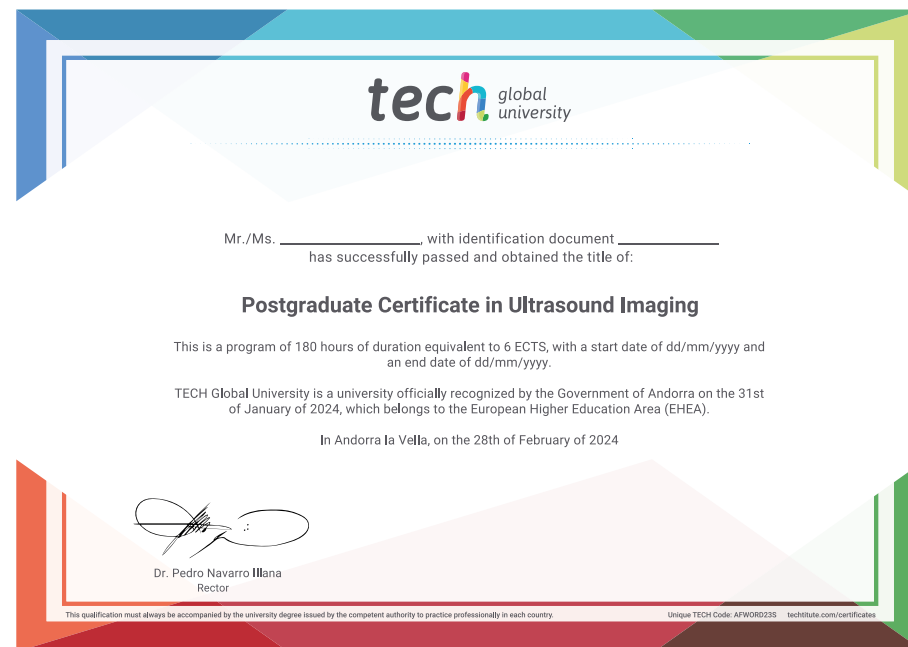 tech global university
Mr./Ms. ____________________, with identification document ______________
has successfully passed and obtained the title of:
Postgraduate Certificate in Ultrasound Imaging
This is a program of 180 hours of duration equivalent to 6 ECTS, with a start date of dd/mm/yyyy and
an end date of dd/mm/yyyy.
TECH Global University is a university officially recognized by the Government of Andorra on the 31st
of January of 2024, which belongs to the European Higher Education Area (EHEA).
In Andorra la Vella, on the 28th of February of 2024
Dr. Pedro Navarro Illana
Rector
This qualification must always be accompanied by the university degree issued by the competent authority to practice professionally in each country.
Unique TECH Code: AFWORD23S techtitute.com/certificates